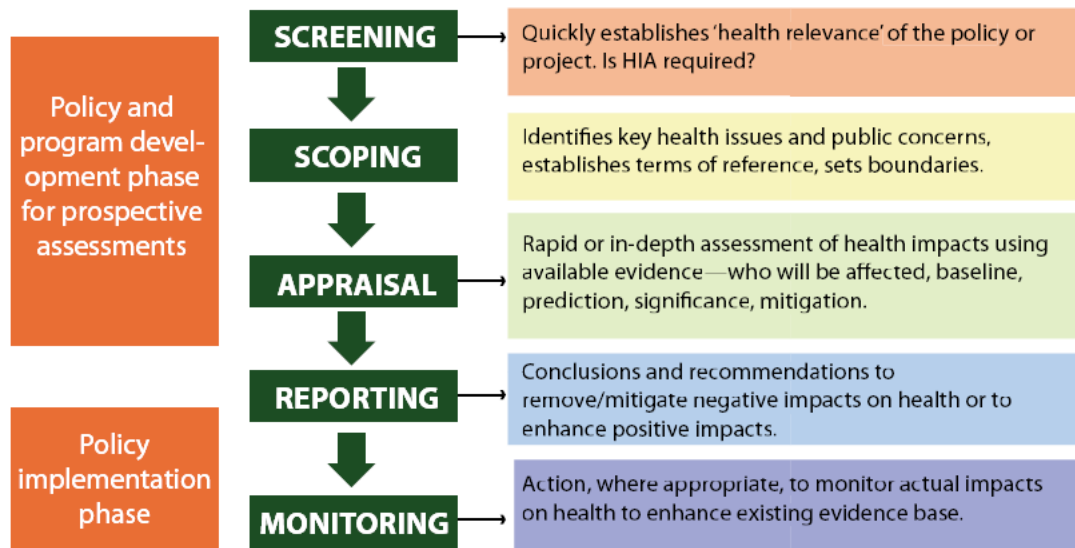 Policy and
program devel-
opment phase
for prospective
assessments
Policy
implementation
phase
SCREENING
Quickly establishes ‘health relevance’ of the policy or
project. Is HIA required?
SCOPING
Identifies key health issues and public concerns,
establishes terms of reference, sets boundaries.
APPRAISAL
Rapid or in-depth assessment of health impacts using
available evidence—who will be affected, baseline,
prediction, significance, mitigation.
REPORTING
Conclusions and recommendations to
remove/mitigate negative impacts on health or to
enhance positive impacts.
MONITORING
Action, where appropriate, to monitor actual impacts
on health to enhance existing evidence base.